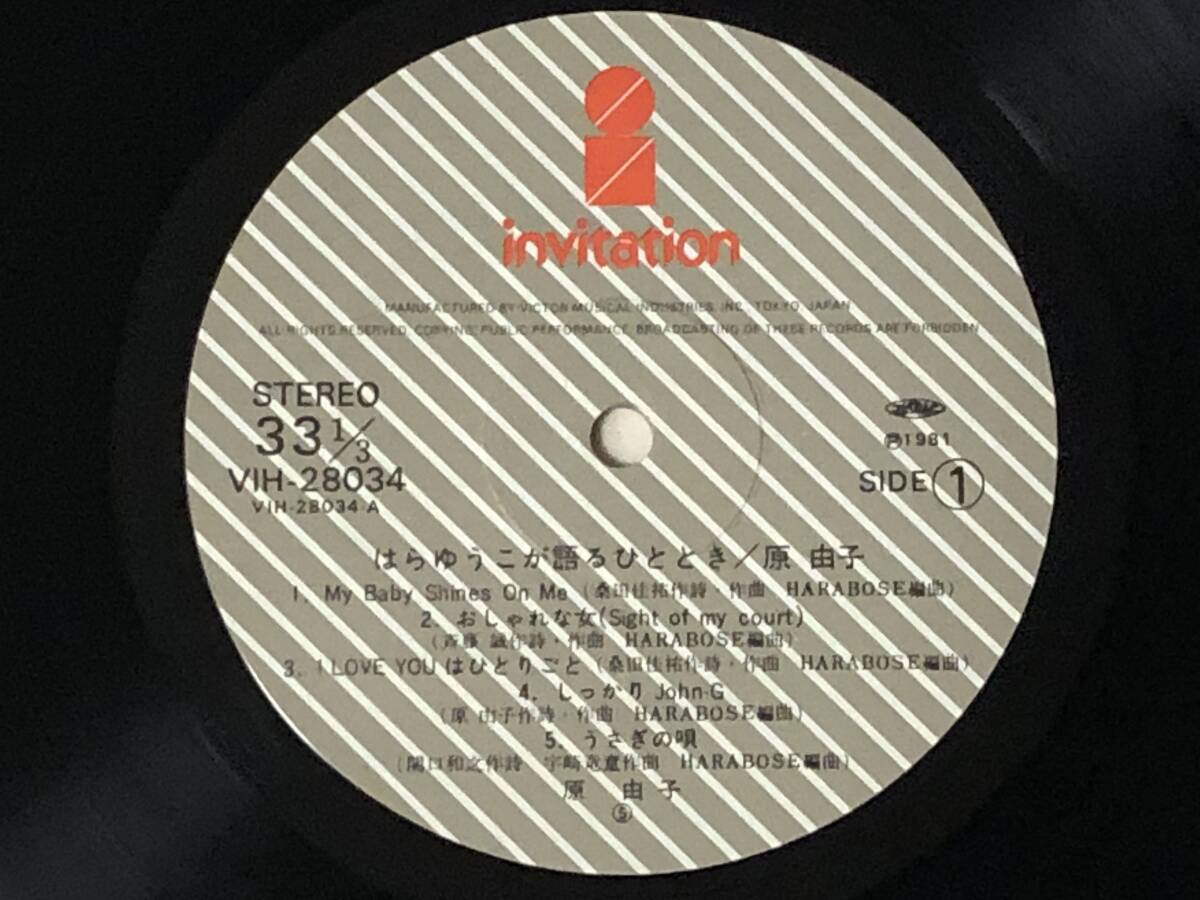 invitation
MANUFACTURED BY VICTOR MUSICAL INDUSTRIES, INC. TOKYO, JAPAN
ALL RIGHTS RESERVED. COPYING, PUBLIC PERFORMANCE, BROADCASTING OF THESE RECORDS ARE FORBIDDEN
STEREO
33 1/3
VIH-28034
VIH-28034-A
Ⓟ1981
SIDE ①
はらゆうこが語るひととき／原 由子
1. My Baby Shines On Me (桑田佳祐作詩・作曲 HARABOSE編曲)
2. おしゃれな女(Sight of my court)
(斉藤 誠作詩・作曲 HARABOSE編曲)
3. I LOVE YOU はひとりごと (桑田佳祐作詩・作曲 HARABOSE編曲)
4. しっかり John-G
(原 由子作詩・作曲 HARABOSE編曲)
5. うさぎの唄
(関口和之作詩 宇崎竜童作曲 HARABOSE編曲)
原 由子
Ⓢ